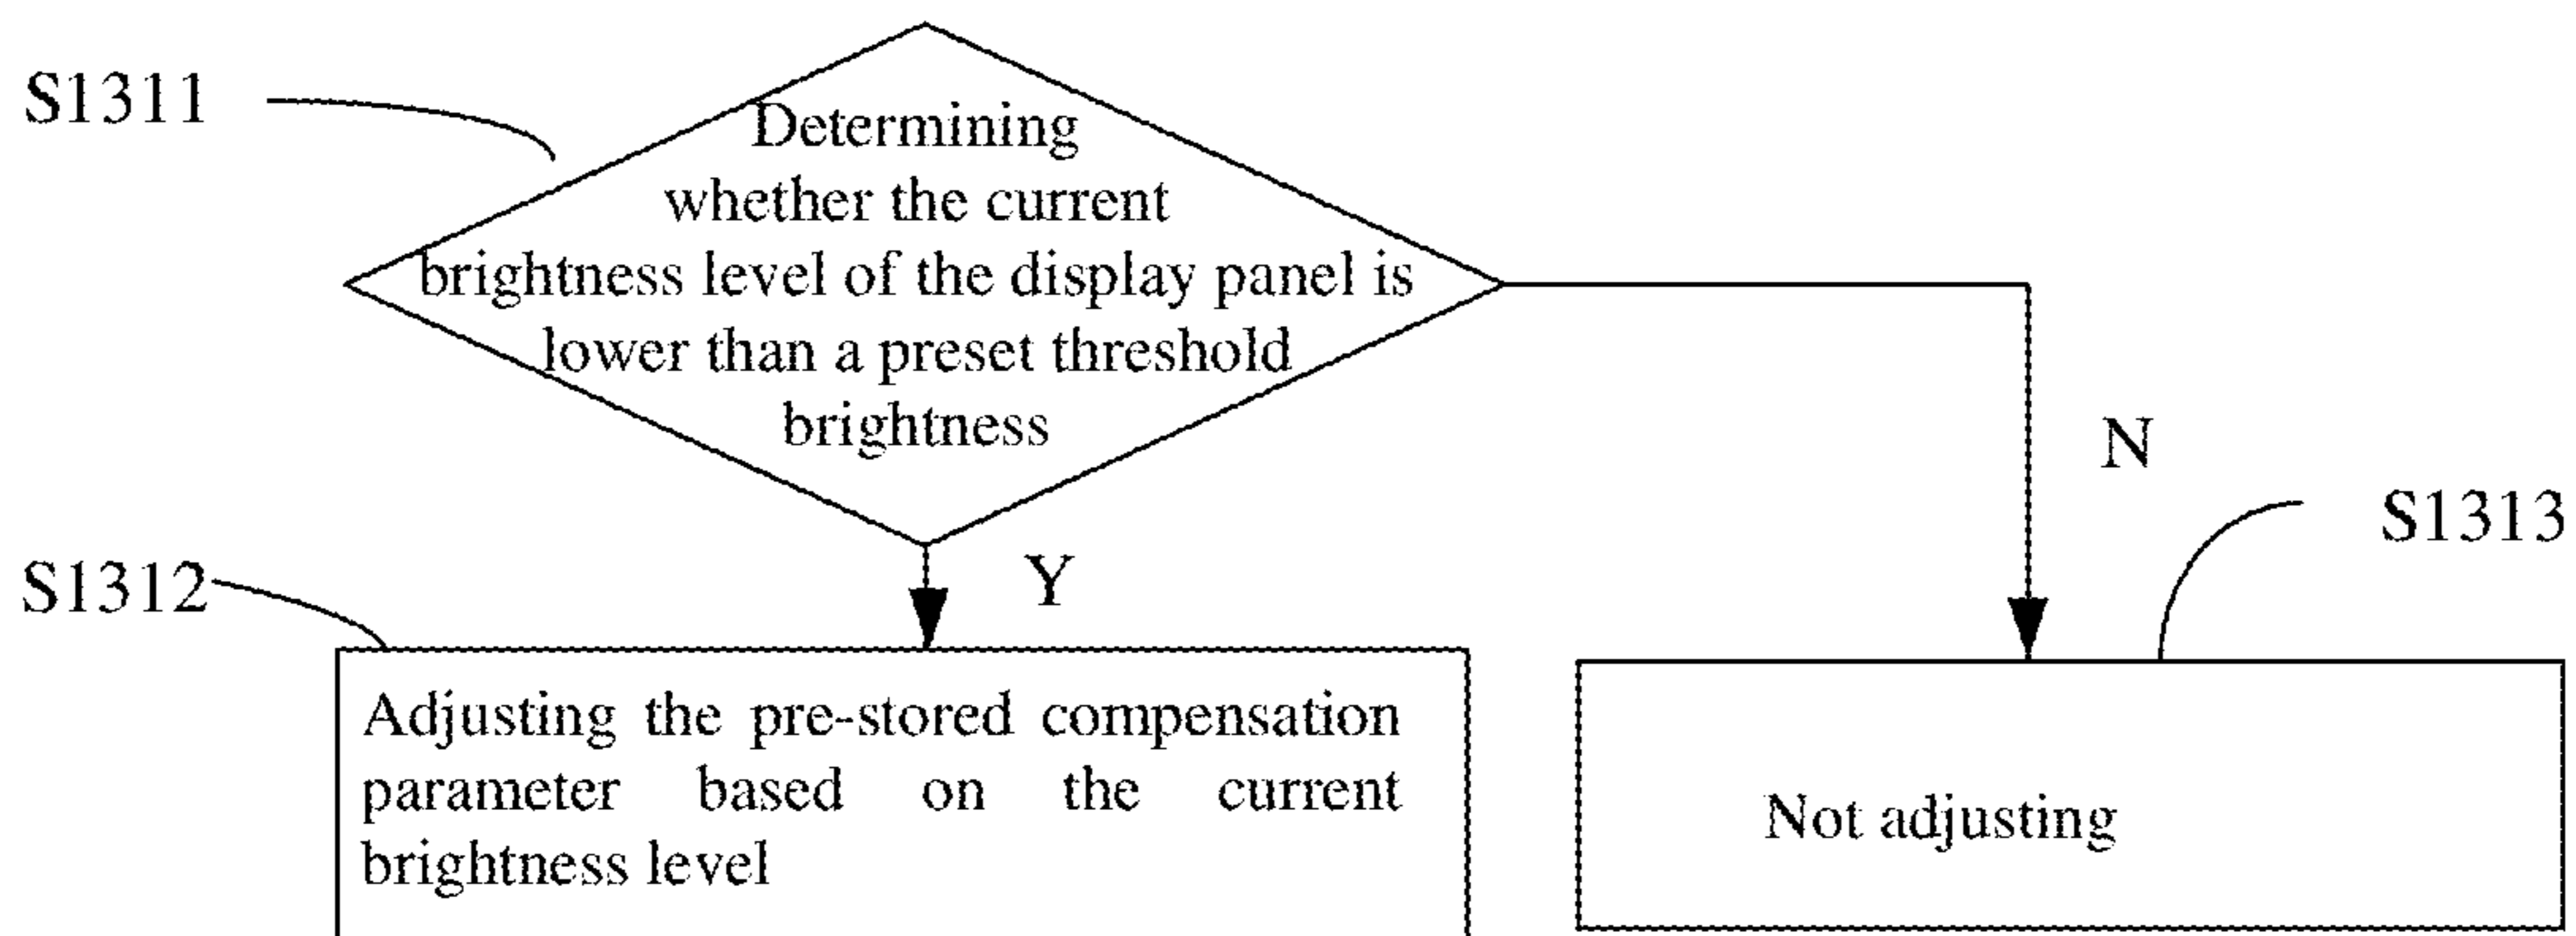 S1311
Determining
whether the current
brightness level of the display panel is
lower than a preset threshold
brightness
N
S1313
Y
S1312
Adjusting the pre-stored compensation
parameter based on the current
brightness level
Not adjusting